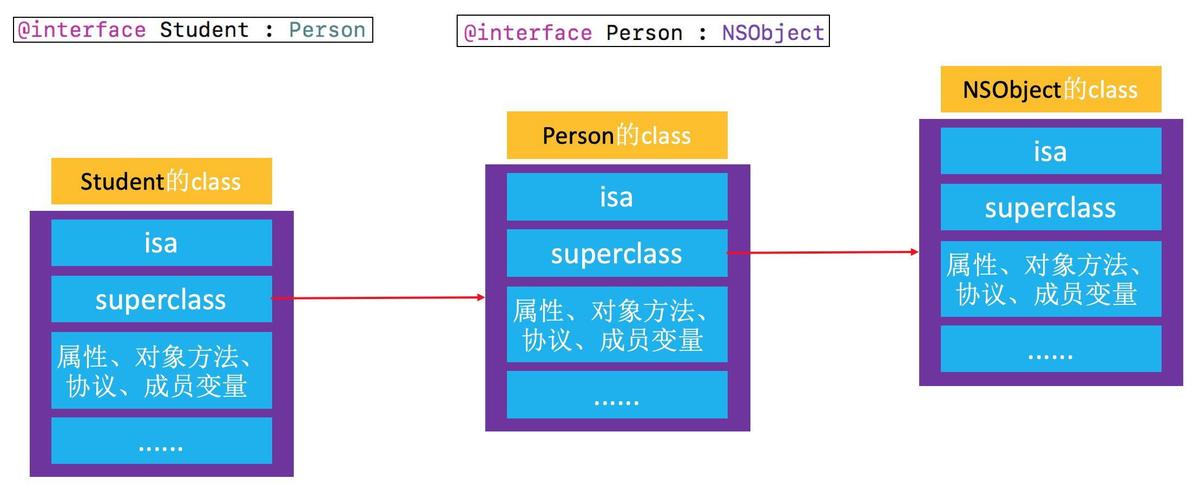 @interface Student : Person
@interface Person : NSObject
Student的class
isa
superclass
属性、对象方法、
协议、成员变量
......
Person的class
isa
superclass
属性、对象方法、
协议、成员变量
......
NSObject的class
isa
superclass
属性、对象方法、
协议、成员变量
......